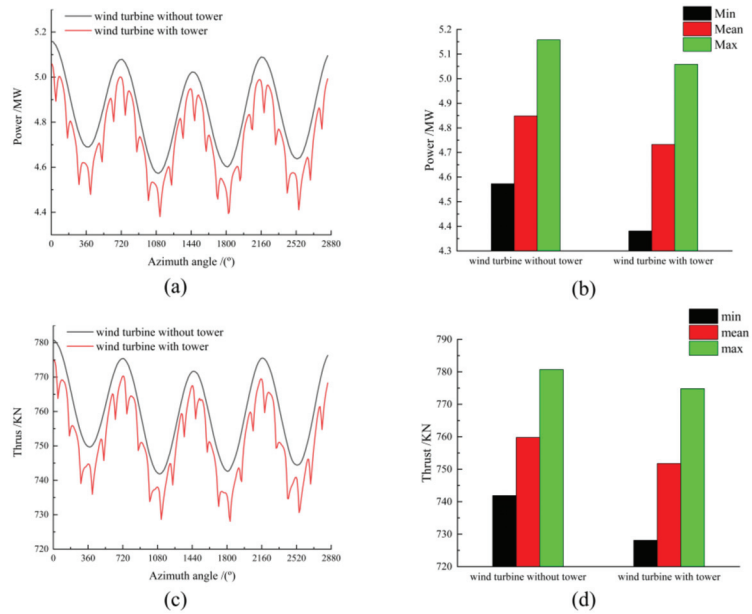 wind turbine without tower
wind turbine with tower
5.2
5.0
4.8
4.6
4.4
Power /MW
0 360 720 1080 1440 1800 2160 2520 2880
Azimuth angle /(º)
(a)
Min
Mean
Max
5.2
5.1
5.0
4.9
4.8
4.7
4.6
4.5
4.4
4.3
Power /MW
wind turbine without tower wind turbine with tower
(b)
wind turbine without tower
wind turbine with tower
780
770
760
750
740
730
720
Thrus /KN
0 360 720 1080 1440 1800 2160 2520 2880
Azimuth angle /(º)
(c)
min
mean
max
790
780
770
760
750
740
730
720
Thrust /KN
wind turbine without tower wind turbine with tower
(d)